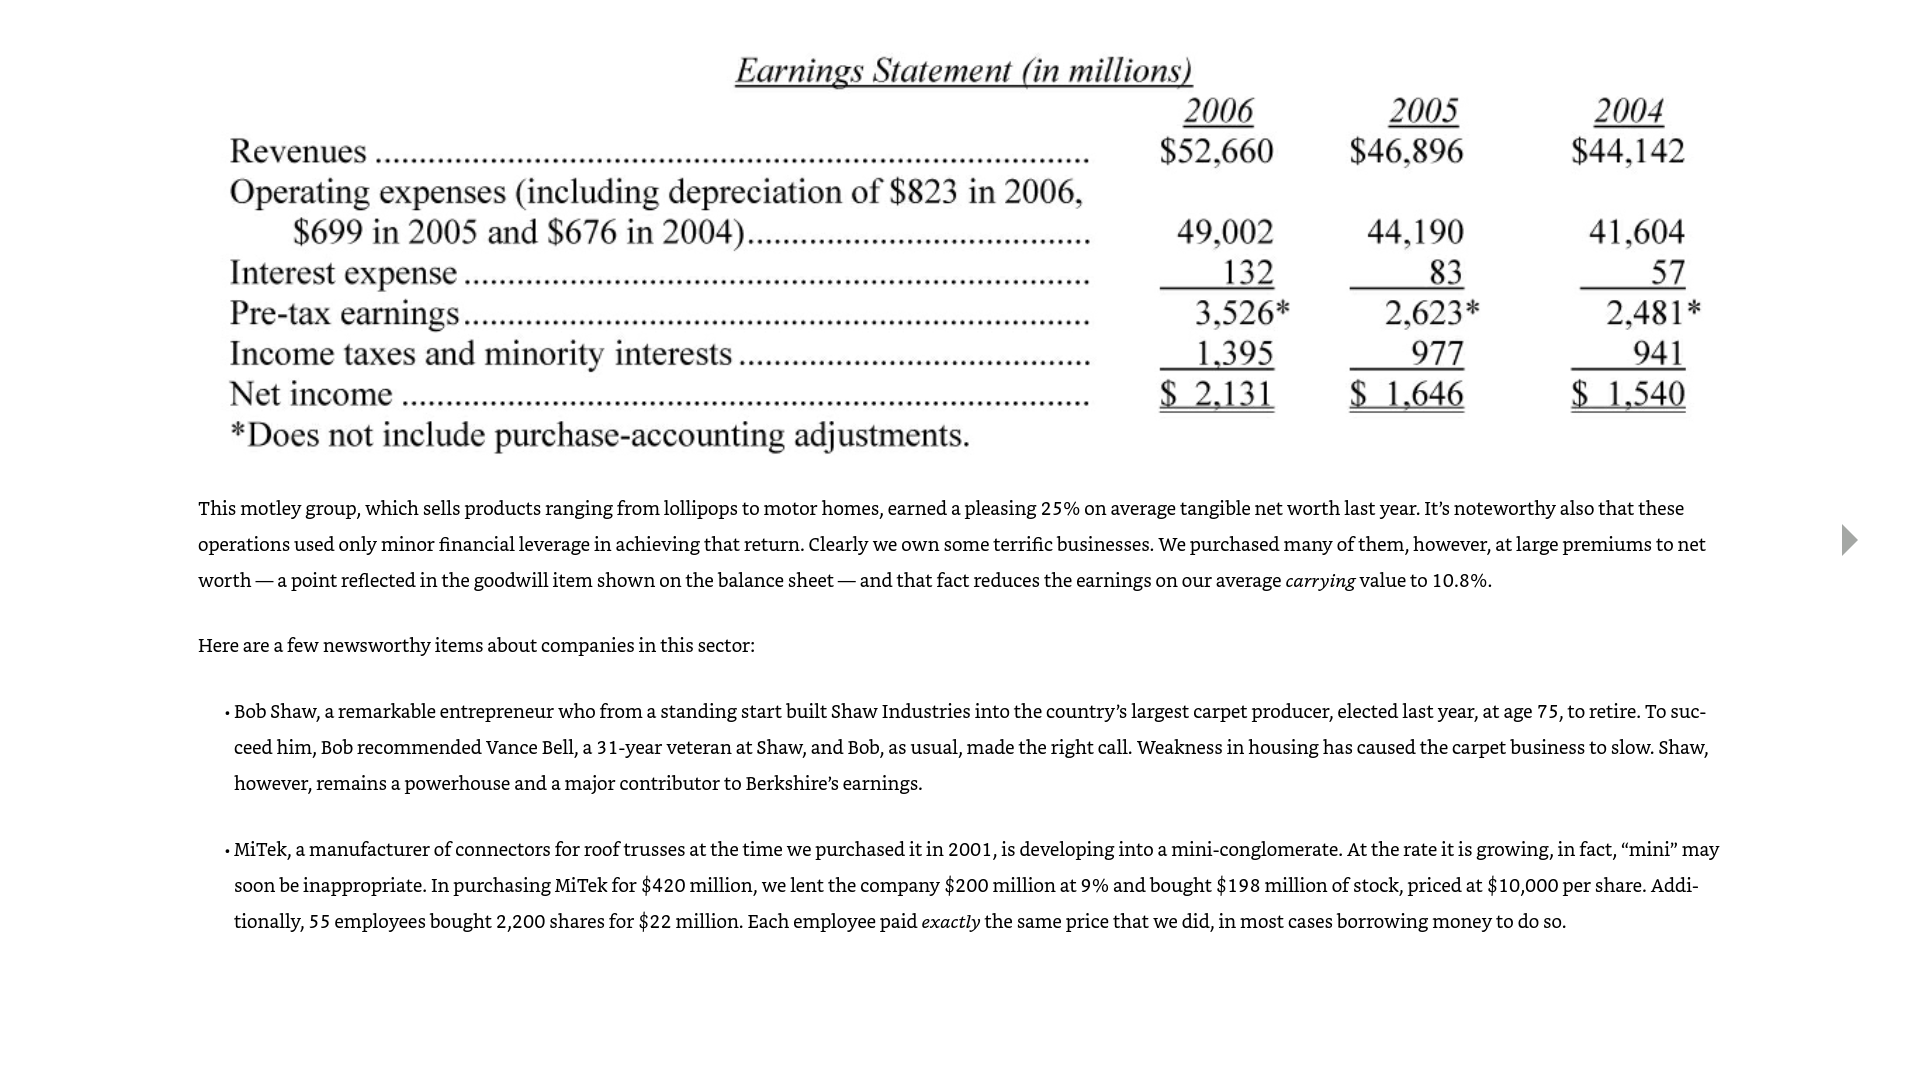 Earnings Statement (in millions)
2006 2005 2004
Revenues ............................................................................. $52,660 $46,896 $44,142
Operating expenses (including depreciation of $823 in 2006,
$699 in 2005 and $676 in 2004)..................................... 49,002 44,190 41,604
Interest expense .................................................................... 132 83 57
Pre-tax earnings.................................................................... 3,526* 2,623* 2,481*
Income taxes and minority interests ...................................... 1,395 977 941
Net income .......................................................................... $ 2,131 $ 1,646 $ 1,540
*Does not include purchase-accounting adjustments.
This motley group, which sells products ranging from lollipops to motor homes, earned a pleasing 25% on average tangible net worth last year. It’s noteworthy also that these
operations used only minor financial leverage in achieving that return. Clearly we own some terrific businesses. We purchased many of them, however, at large premiums to net
worth — a point reflected in the goodwill item shown on the balance sheet — and that fact reduces the earnings on our average carrying value to 10.8%.
Here are a few newsworthy items about companies in this sector:
• Bob Shaw, a remarkable entrepreneur who from a standing start built Shaw Industries into the country’s largest carpet producer, elected last year, at age 75, to retire. To suc-
ceed him, Bob recommended Vance Bell, a 31-year veteran at Shaw, and Bob, as usual, made the right call. Weakness in housing has caused the carpet business to slow. Shaw,
however, remains a powerhouse and a major contributor to Berkshire’s earnings.
• MiTek, a manufacturer of connectors for roof trusses at the time we purchased it in 2001, is developing into a mini-conglomerate. At the rate it is growing, in fact, “mini” may
soon be inappropriate. In purchasing MiTek for $420 million, we lent the company $200 million at 9% and bought $198 million of stock, priced at $10,000 per share. Addi-
tionally, 55 employees bought 2,200 shares for $22 million. Each employee paid exactly the same price that we did, in most cases borrowing money to do so.